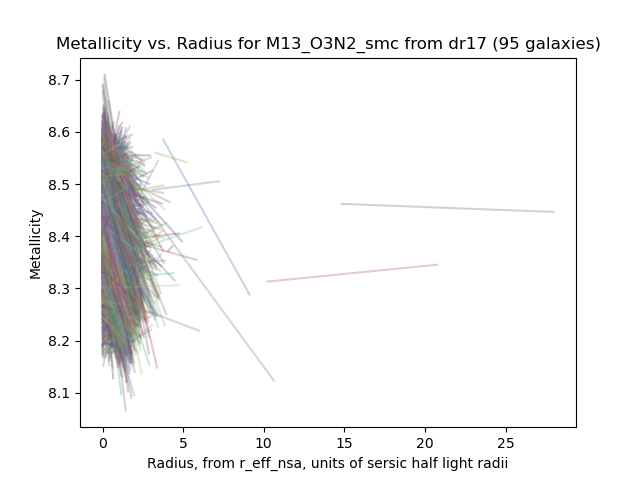 Metallicity vs. Radius for M13_O3N2_smc from dr17 (95 galaxies)
8.7
8.6
8.5
8.4
8.3
8.2
8.1
Metallicity
0 5 10 15 20 25
Radius, from r_eff_nsa, units of sersic half light radii